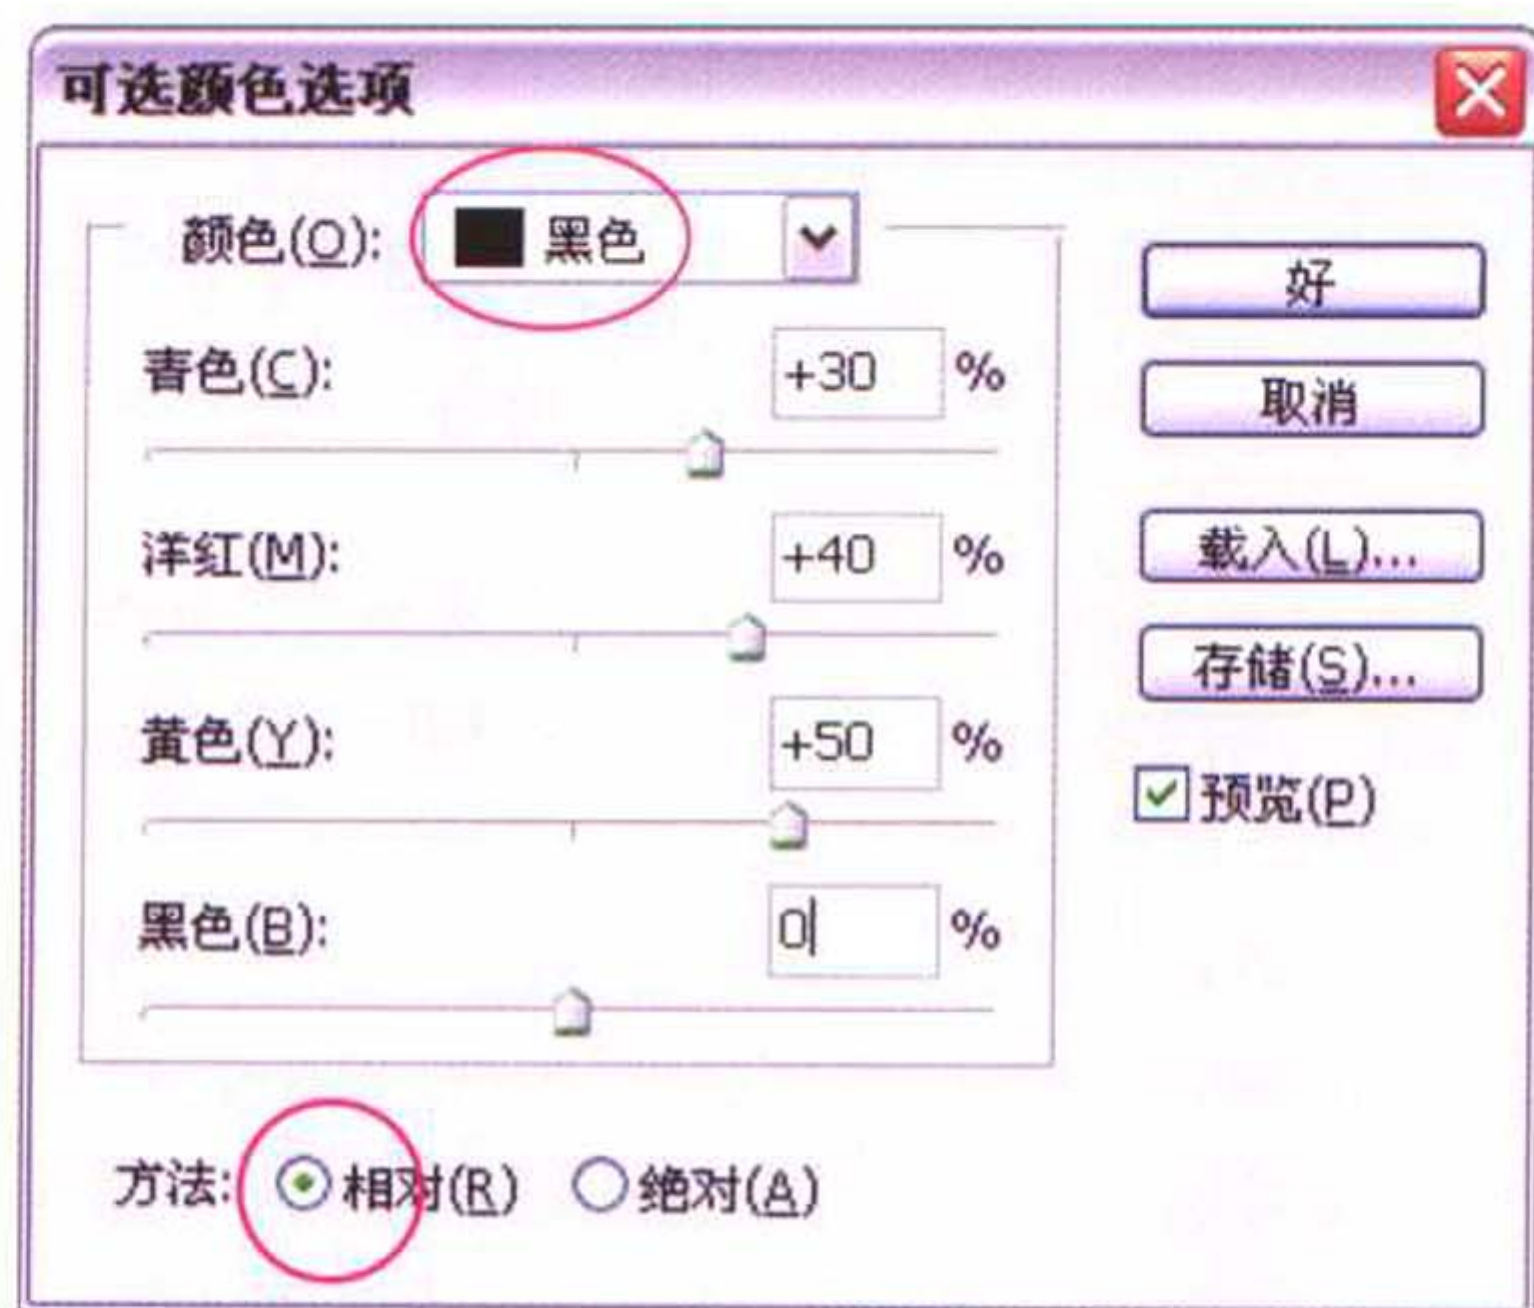 可选颜色选项
颜色(O): 黑色
好
青色(C): +30 %
取消
洋红(M): +40 %
载入(L)...
存储(S)...
黄色(Y): +50 %
预览(P)
黑色(B): 0 %
方法: 相对(R) 绝对(A)